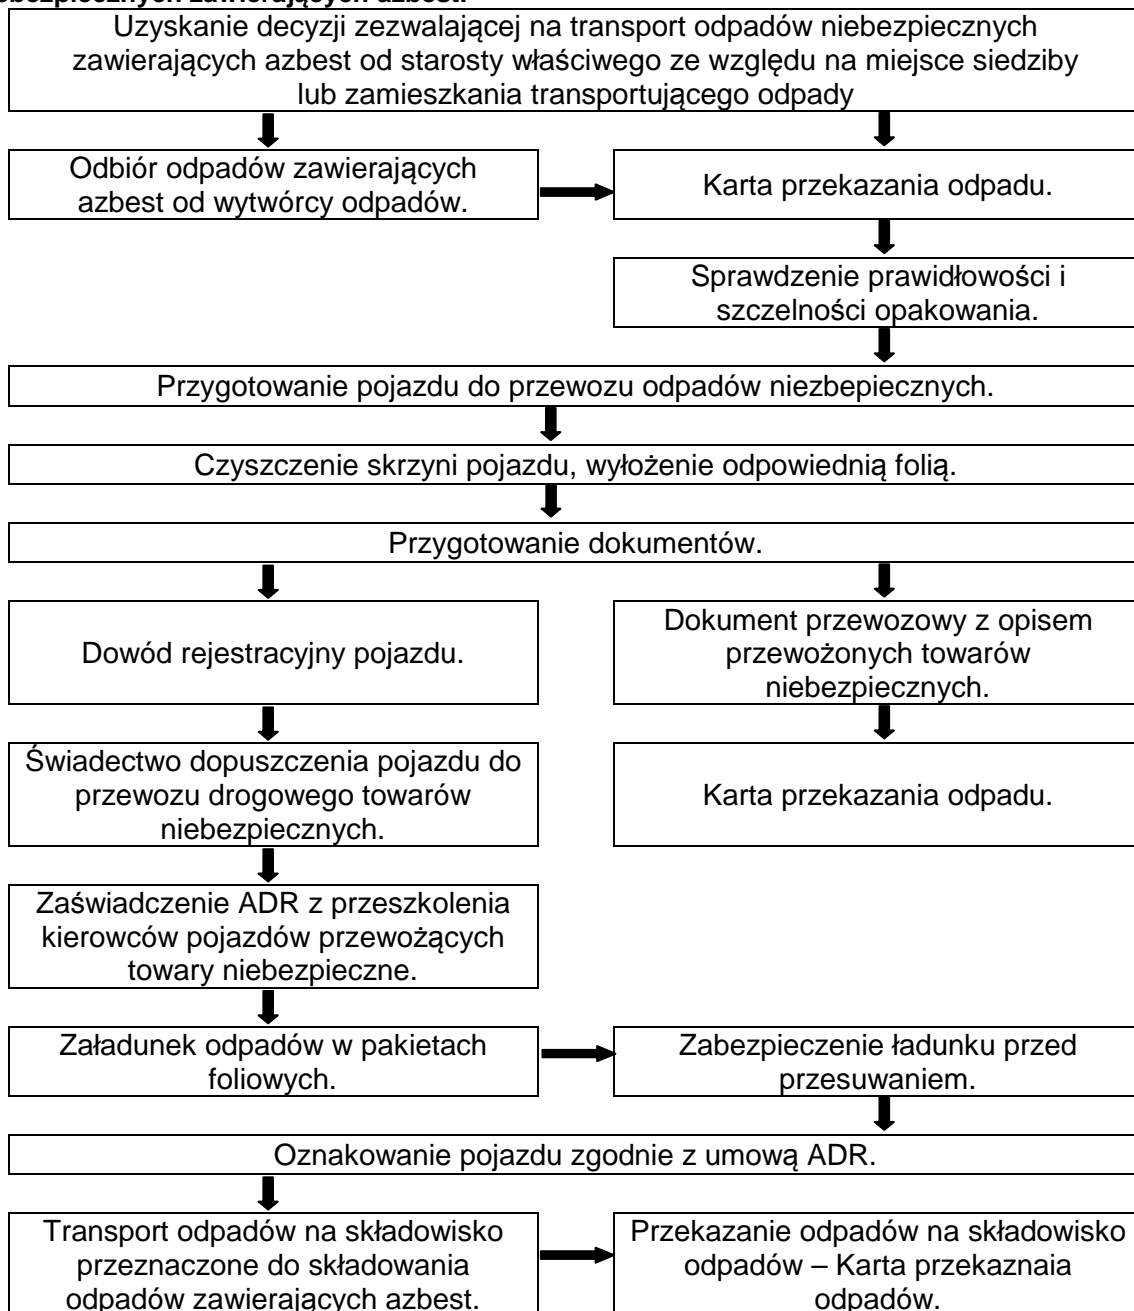 Uzyskanie decyzji zezwalającej na transport odpadów niebezpiecznych
zawierających azbest od starosty właściwego ze względu na miejsce siedziby
lub zamieszkania transportującego odpady
Odbiór odpadów zawierających
azbest od wytwórcy odpadów.
Karta przekazania odpadu.
Sprawdzenie prawidłowości i
szczelności opakowania.
Przygotowanie pojazdu do przewozu odpadów niezbepiecznych.
Czyszczenie skrzyni pojazdu, wyłożenie odpowiednią folią.
Przygotowanie dokumentów.
Dowód rejestracyjny pojazdu.
Dokument przewozowy z opisem
przewożonych towarów
niebezpiecznych.
Świadectwo dopuszczenia pojazdu do
przewozu drogowego towarów
niebezpiecznych.
Karta przekazania odpadu.
Zaświadczenie ADR z przeszkolenia
kierowców pojazdów przewożących
towary niebezpieczne.
Załadunek odpadów w pakietach
foliowych.
Zabezpieczenie ładunku przed
przesuwaniem.
Oznakowanie pojazdu zgodnie z umową ADR.
Transport odpadów na składowisko
przeznaczone do składowania
odpadów zawierających azbest.
Przekazanie odpadów na składowisko
odpadów – Karta przekaznaia
odpadów.